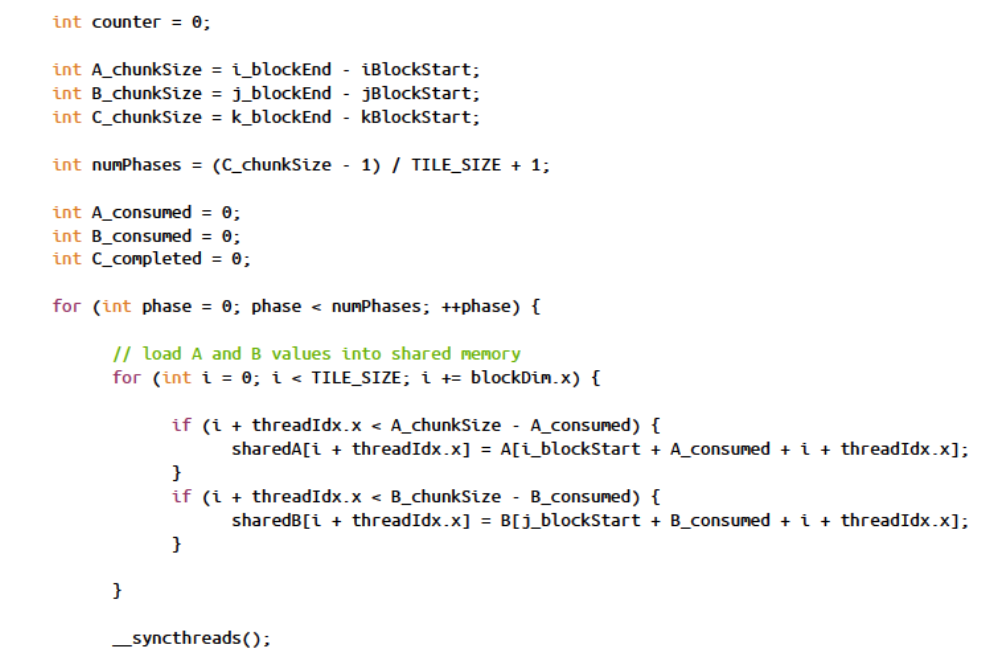 int counter = 0;
int A_chunkSize = i_blockEnd - iBlockStart;
int B_chunkSize = j_blockEnd - jBlockStart;
int C_chunkSize = k_blockEnd - kBlockStart;
int numPhases = (C_chunkSize - 1) / TILE_SIZE + 1;
int A_consumed = 0;
int B_consumed = 0;
int C_completed = 0;
for (int phase = 0; phase < numPhases; ++phase) {
// load A and B values into shared memory
for (int i = 0; i < TILE_SIZE; i += blockDim.x) {
if (i + threadIdx.x < A_chunkSize - A_consumed) {
sharedA[i + threadIdx.x] = A[i_blockStart + A_consumed + i + threadIdx.x];
}
if (i + threadIdx.x < B_chunkSize - B_consumed) {
sharedB[i + threadIdx.x] = B[j_blockStart + B_consumed + i + threadIdx.x];
}
}
__syncthreads();